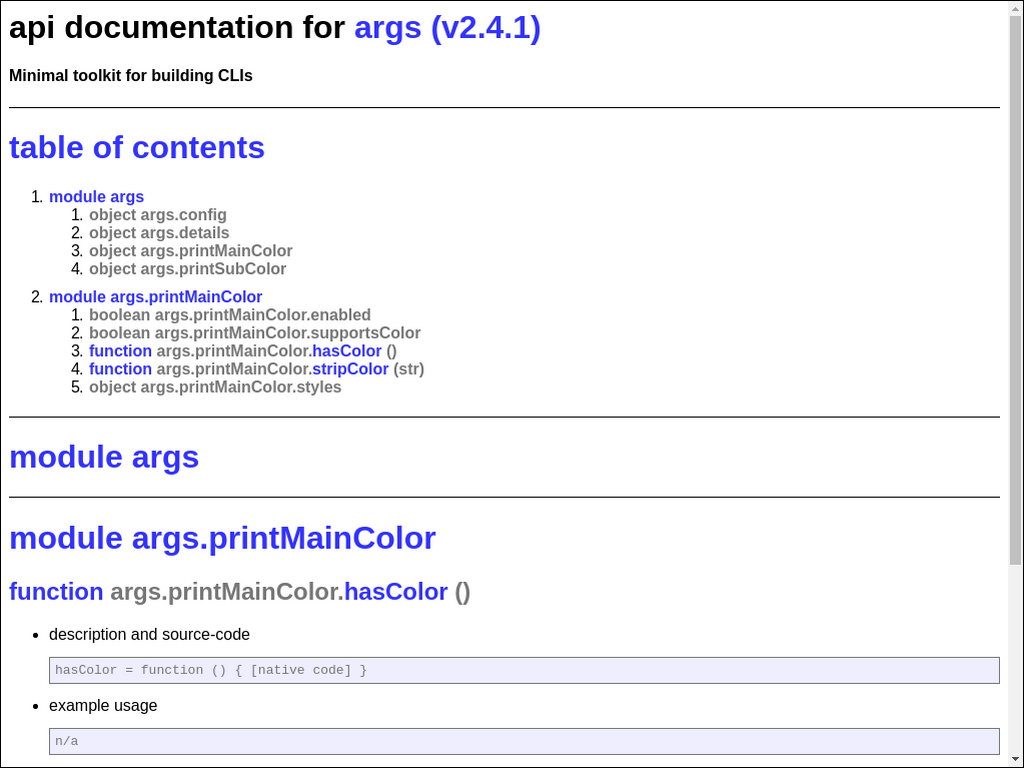 api documentation for args (v2.4.1)
Minimal toolkit for building CLIs
table of contents
1. module args
1. object args.config
2. object args.details
3. object args.printMainColor
4. object args.printSubColor
2. module args.printMainColor
1. boolean args.printMainColor.enabled
2. boolean args.printMainColor.supportsColor
3. function args.printMainColor.hasColor ()
4. function args.printMainColor.stripColor (str)
5. object args.printMainColor.styles
module args
module args.printMainColor
function args.printMainColor.hasColor ()
• description and source-code
hasColor = function () { [native code] }
• example usage
n/a